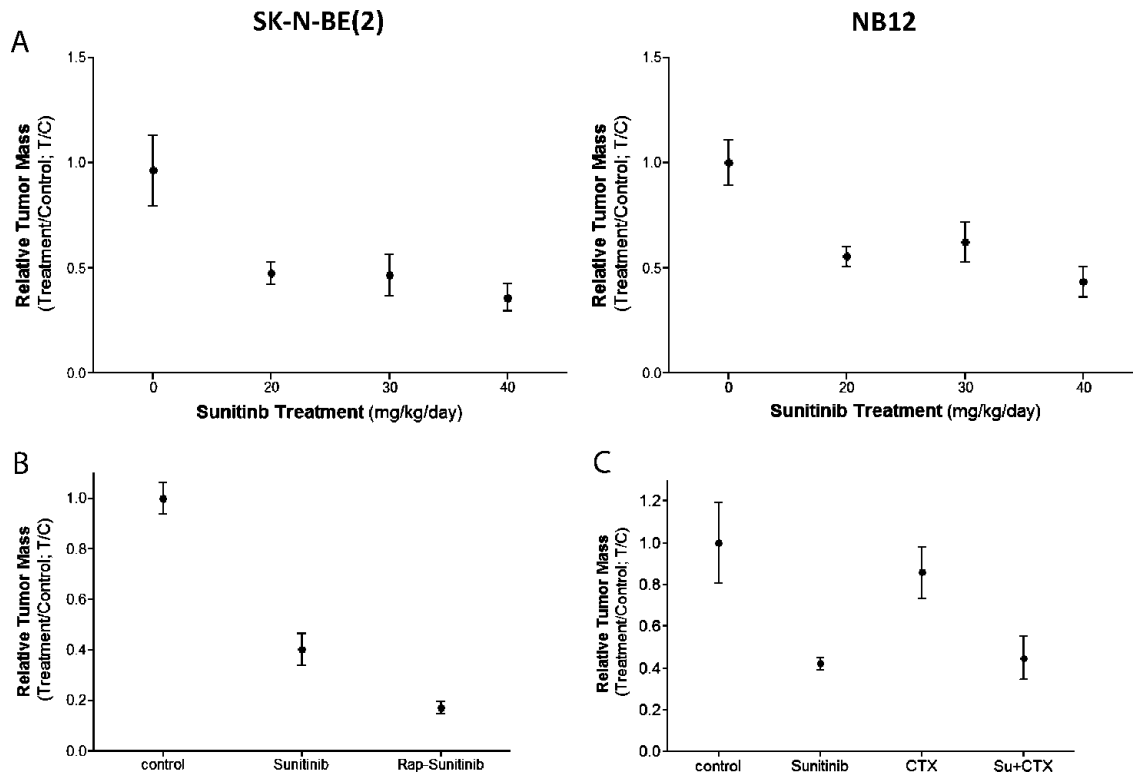 SK-N-BE(2)
NB12
A
Relative Tumor Mass
(Treatment/Control; T/C)
1.5
1.0
0.5
0.0
0
20
30
40
Sunitinb Treatment (mg/kg/day)
Relative Tumor Mass
(Treatment/Control; T/C)
1.5
1.0
0.5
0.0
0
20
30
40
Sunitinib Treatment (mg/kg/day)
B
Relative Tumor Mass
(Treatment/Control; T/C)
1.0
0.8
0.6
0.4
0.2
0.0
control
Sunitinib
Rap-Sunitinib
C
Relative Tumor Mass
(Treatment/Control; T/C)
1.2
1.0
0.8
0.6
0.4
0.2
0.0
control
Sunitinib
CTX
Su+CTX